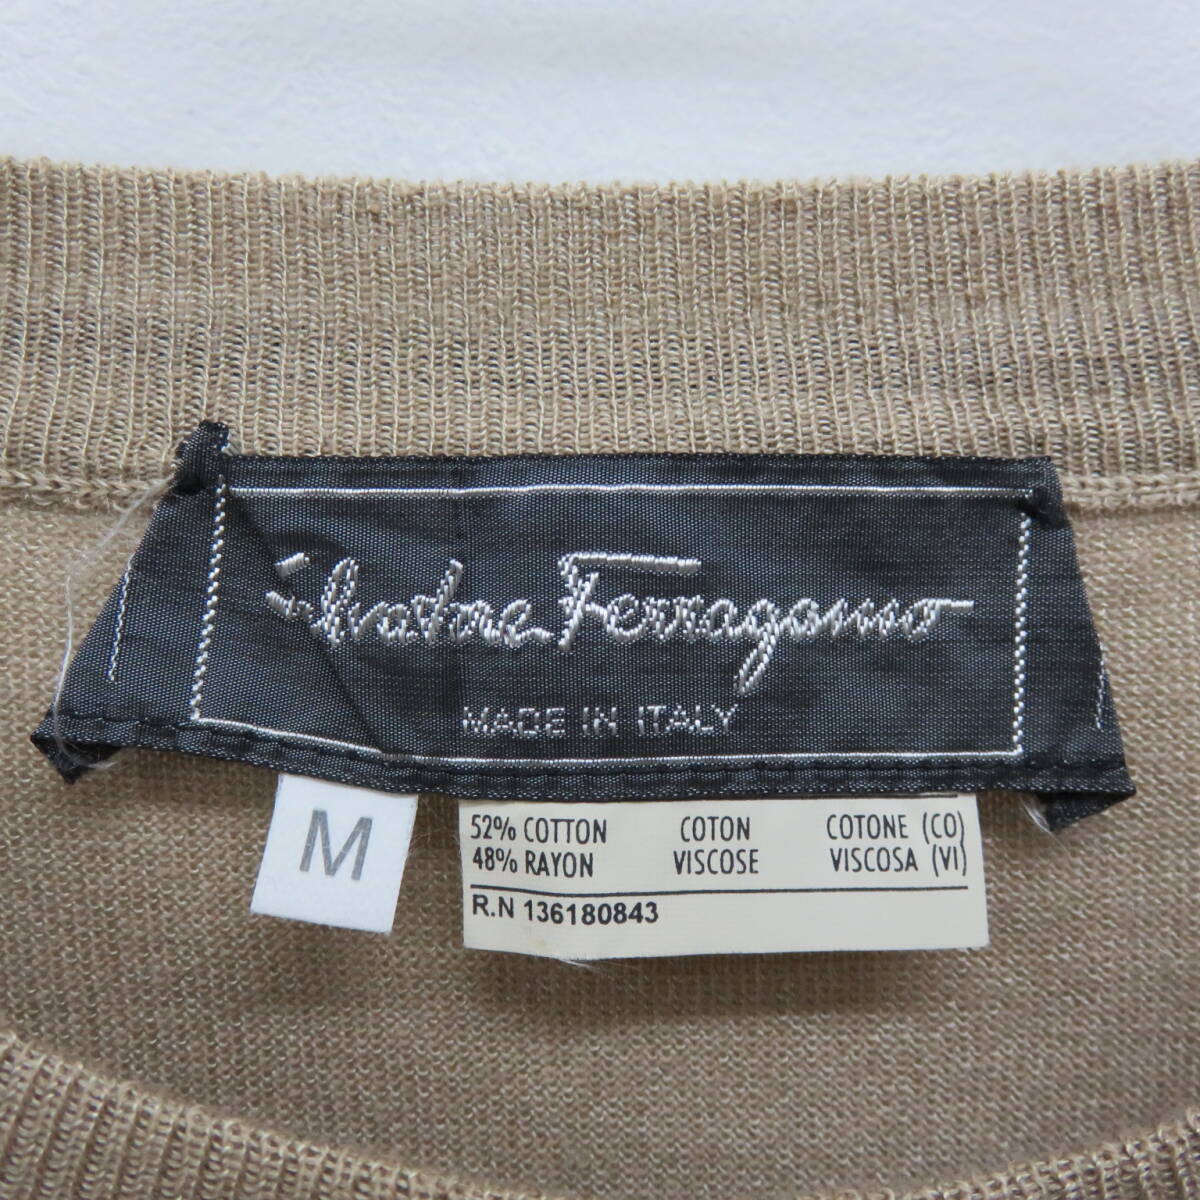 Salvatore Ferragamo
MADE IN ITALY
M
52% COTTON COTON COTONE (CO)
48% RAYON VISCOSE VISCOSA (VI)
R.N 136180843